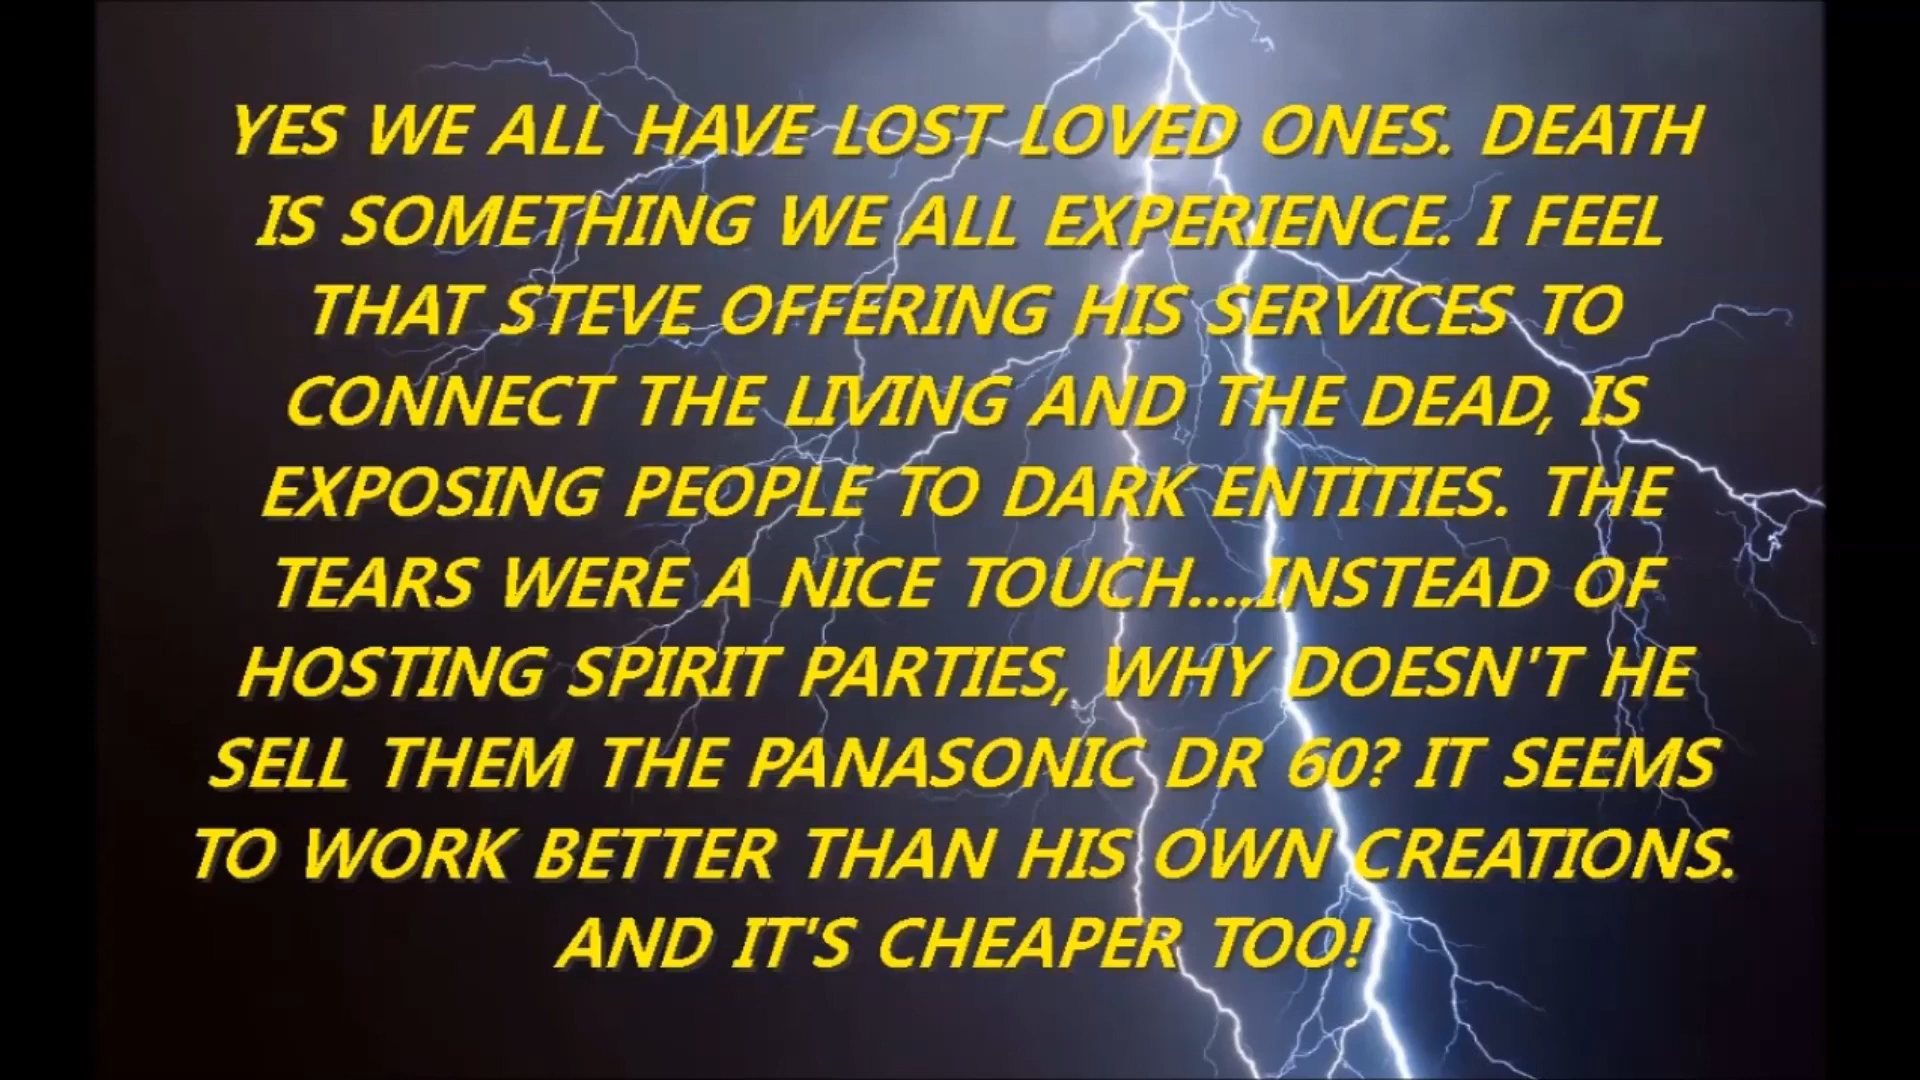 YES WE ALL HAVE LOST LOVED ONES. DEATH
IS SOMETHING WE ALL EXPERIENCE. I FEEL
THAT STEVE OFFERING HIS SERVICES TO
CONNECT THE LIVING AND THE DEAD, IS
EXPOSING PEOPLE TO DARK ENTITIES. THE
TEARS WERE A NICE TOUCH....INSTEAD OF
HOSTING SPIRIT PARTIES, WHY DOESN'T HE
SELL THEM THE PANASONIC DR 60? IT SEEMS
TO WORK BETTER THAN HIS OWN CREATIONS.
AND IT'S CHEAPER TOO!